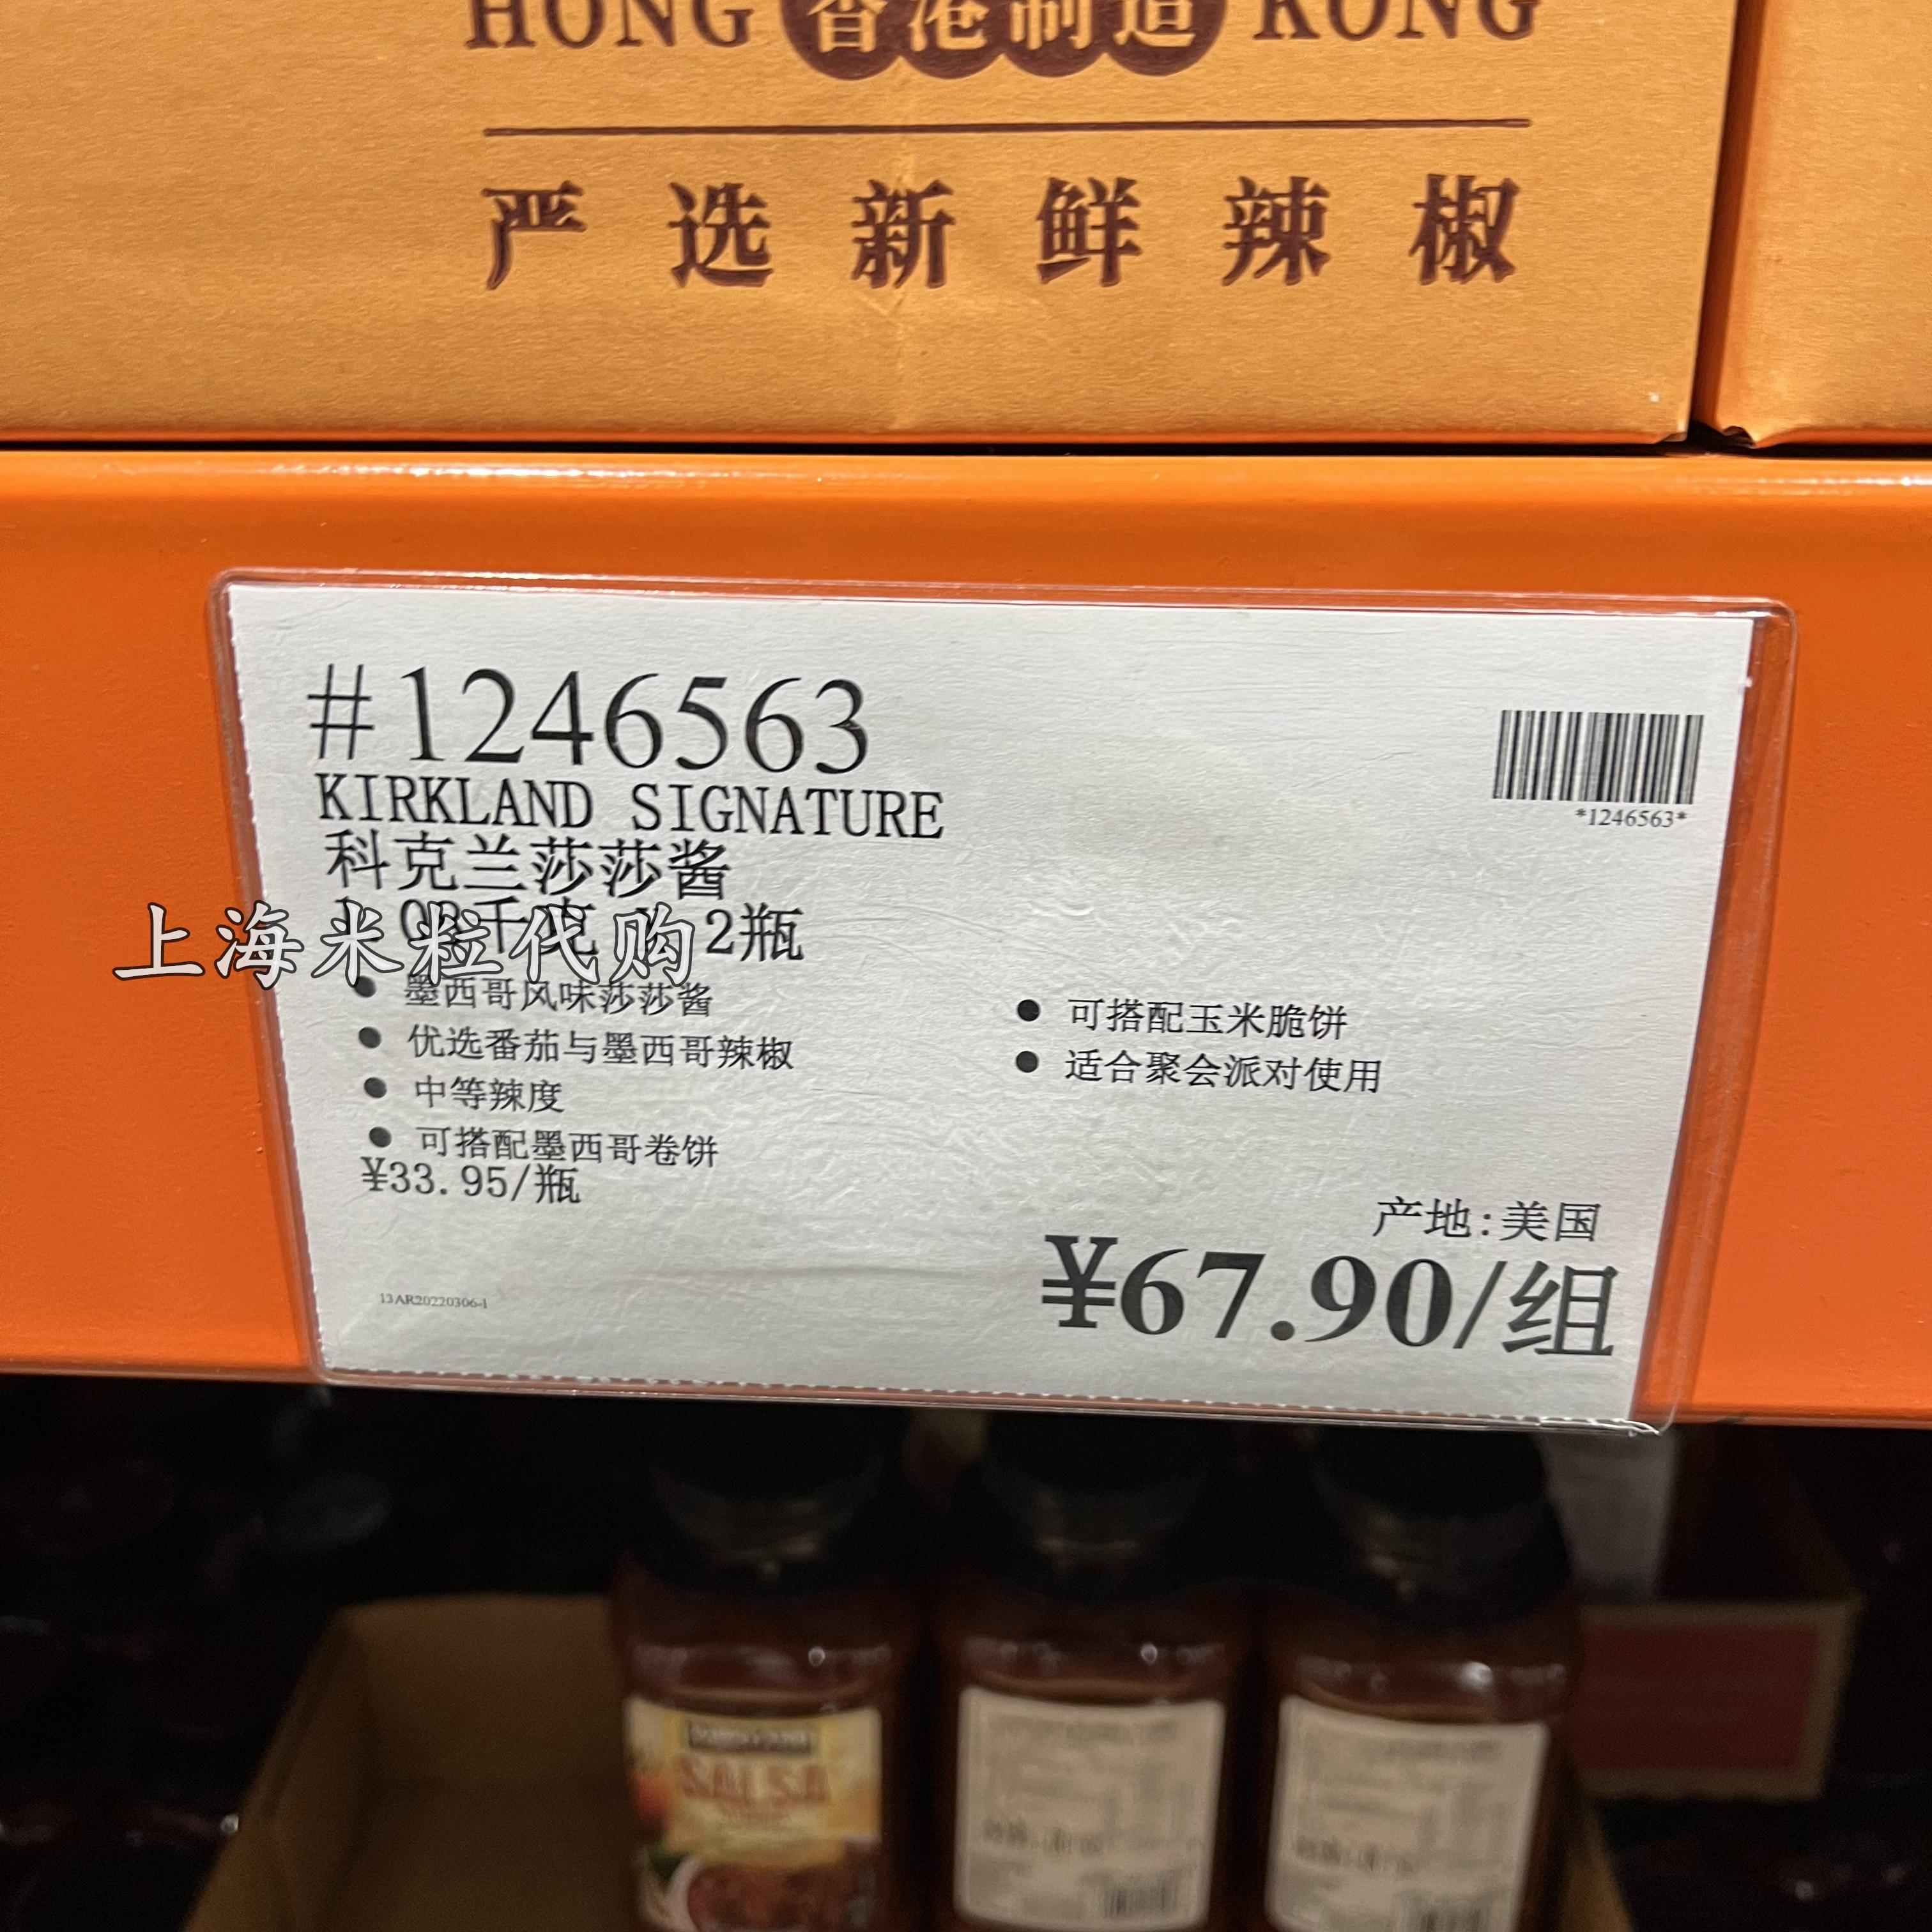 HONG 香港制造 KONG
严选新鲜辣椒
#1246563
*1246563*
KIRKLAND SIGNATURE
科克兰莎莎酱
千克 2瓶
上海米粒代购
● 墨西哥风味莎莎酱
● 优选番茄与墨西哥辣椒
● 中等辣度
● 可搭配墨西哥卷饼
● 可搭配玉米脆饼
● 适合聚会派对使用
¥33.95/瓶
产地:美国
¥67.90/组
13AR20220306-1
SALSA